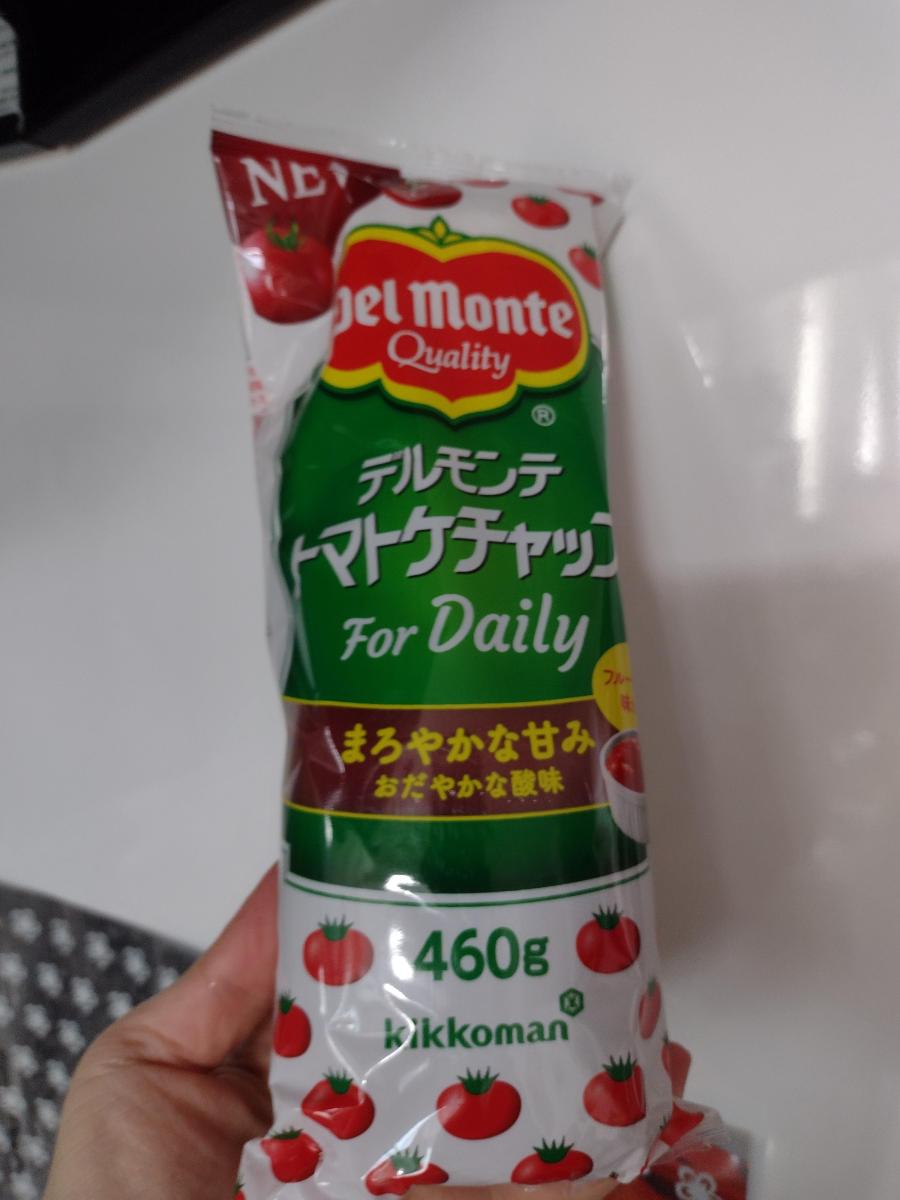 NEW
Del Monte
Quality
®
デルモンテ
トマトケチャップ
For Daily
まろやかな甘み
おだやかな酸味
460g
kikkoman